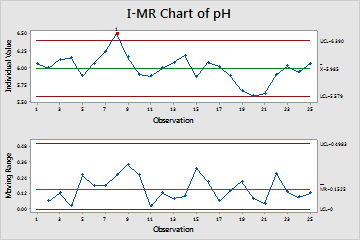 I-MR Chart of pH
1
6.50
6.25
6.00
5.75
5.50
Individual Value
UCL=6.390
X=5.985
LCL=5.579
1 3 5 7 9 11 13 15 17 19 21 23 25
Observation
0.48
0.36
0.24
0.12
0.00
Moving Range
UCL=0.4983
MR=0.1525
LCL=0
1 3 5 7 9 11 13 15 17 19 21 23 25
Observation